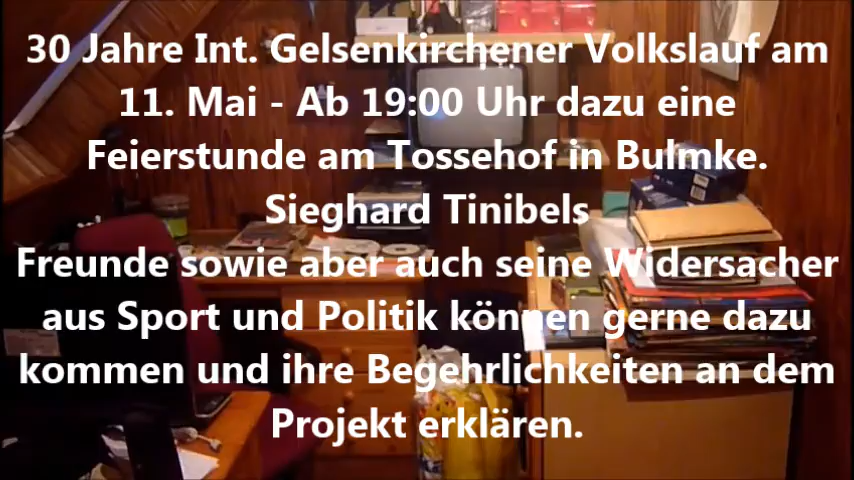 30 Jahre Int. Gelsenkirchener Volkslauf am
11. Mai - Ab 19:00 Uhr dazu eine
Feierstunde am Tossehof in Bulmke.
Sieghard Tinibels
Freunde sowie aber auch seine Widersacher
aus Sport und Politik können gerne dazu
kommen und ihre Begehrlichkeiten an dem
Projekt erklären.